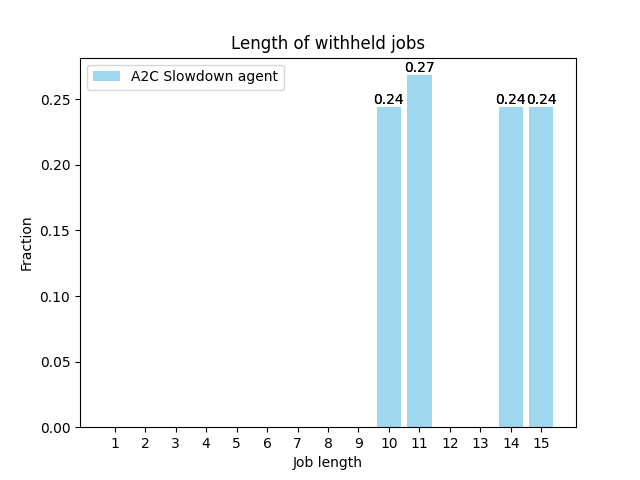 Length of withheld jobs
A2C Slowdown agent
0.24 0.27 0.24 0.24
Fraction
0.25
0.20
0.15
0.10
0.05
0.00
1 2 3 4 5 6 7 8 9 10 11 12 13 14 15
Job length